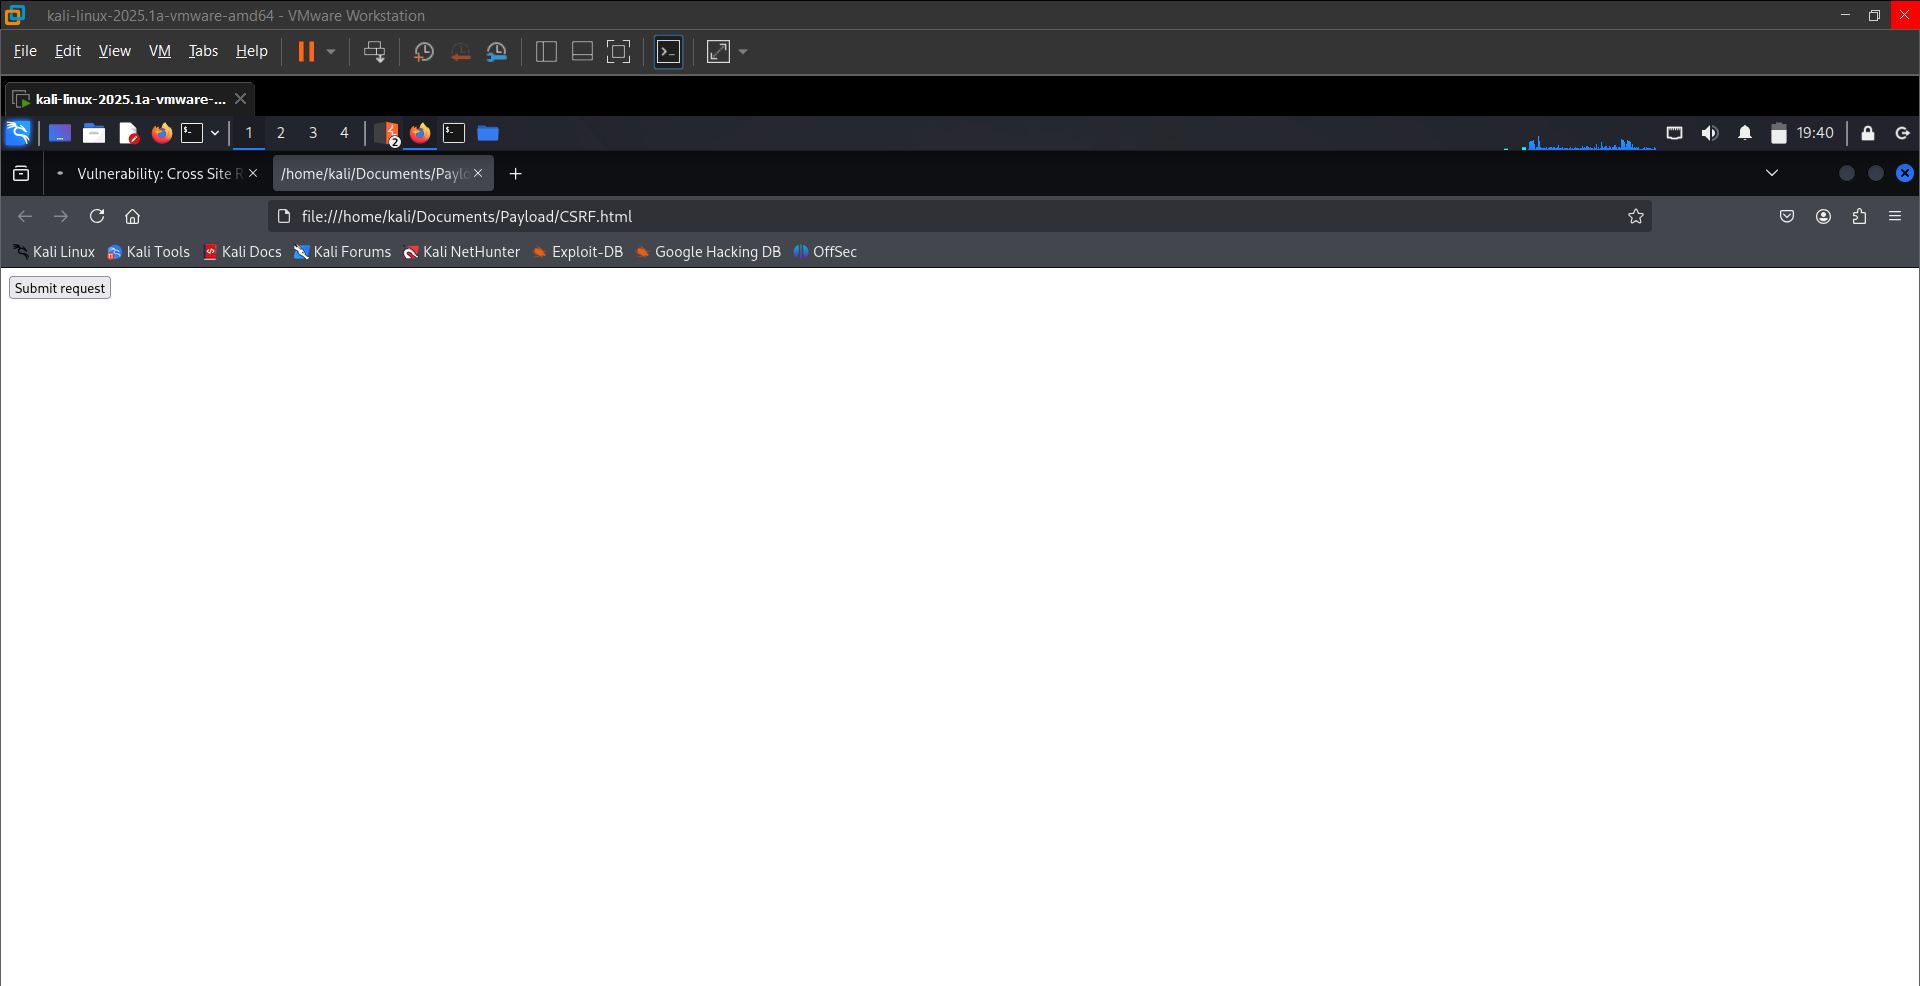 kali-linux-2025.1a-vmware-amd64 - VMware Workstation
File Edit View VM Tabs Help
kali-linux-2025.1a-vmware-...
1 2 3 4 2 19:40
Vulnerability: Cross Site R /home/kali/Documents/Paylo
file:///home/kali/Documents/Payload/CSRF.html
Kali Linux Kali Tools Kali Docs Kali Forums Kali NetHunter Exploit-DB Google Hacking DB OffSec
Submit request